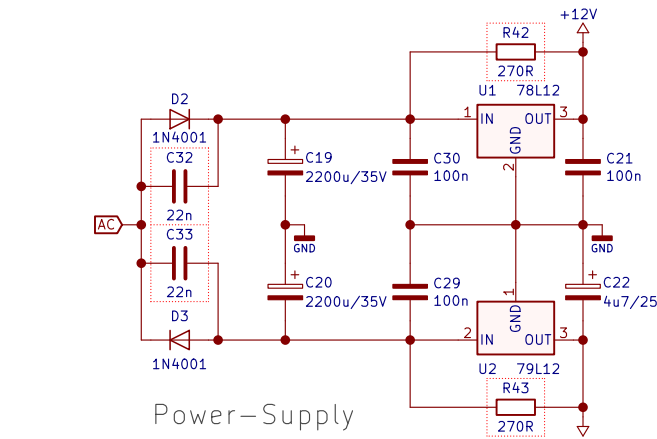 +12V
R42
270R
U1 78L12
D2
1 IN OUT 3
GND
2
1N4001
C32
22n
C19
2200u/35V
C30
100n
C21
100n
AC
GND
GND
C33
22n
C20
2200u/35V
C29
100n
C22
4u7/25
1
GND
D3
1N4001
2 IN OUT 3
U2 79L12
R43
270R
Power-Supply